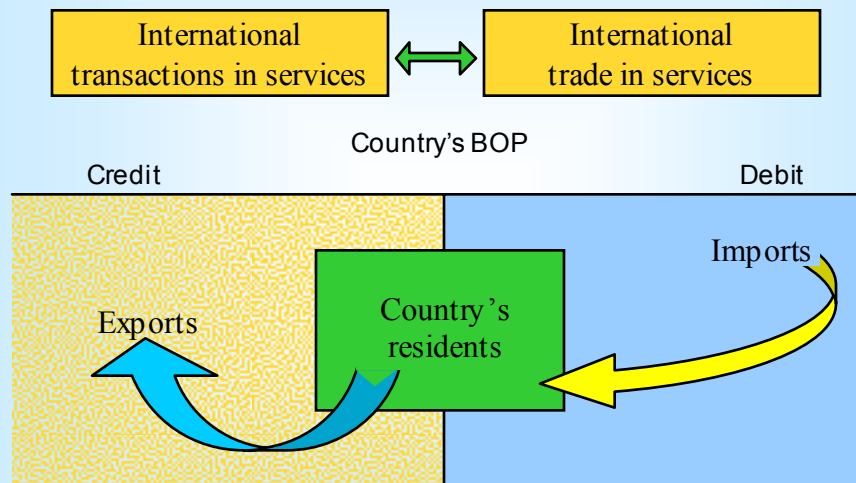 International
transactions in services
International
trade in services
Country's BOP
Credit
Debit
Imports
Exports
Country’s
residents